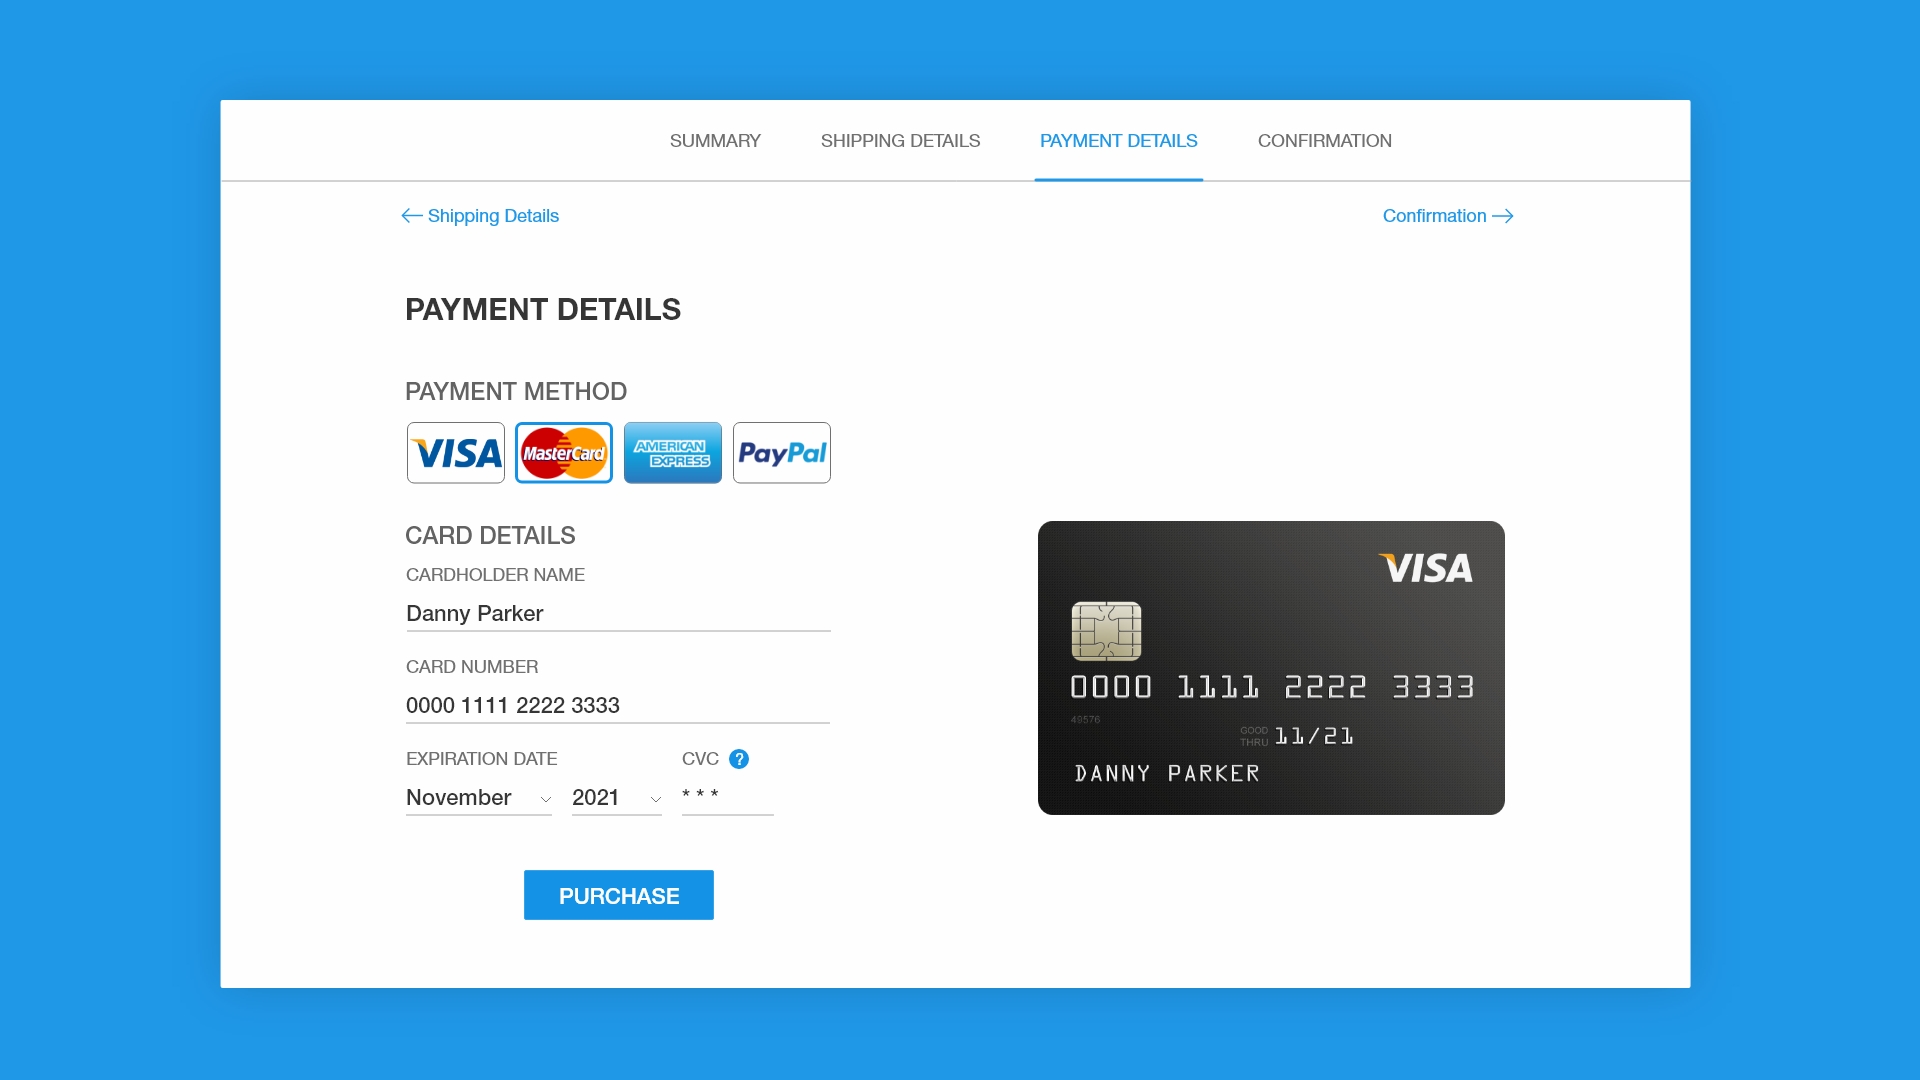 SUMMARY SHIPPING DETAILS PAYMENT DETAILS CONFIRMATION
← Shipping Details Confirmation →
PAYMENT DETAILS
PAYMENT METHOD
VISA MasterCard AMERICAN EXPRESS PayPal
CARD DETAILS
CARDHOLDER NAME
Danny Parker
CARD NUMBER
0000 1111 2222 3333
EXPIRATION DATE CVC ?
November 2021 * * *
PURCHASE
VISA
0000 1111 2222 3333
49576
GOOD THRU 11/21
DANNY PARKER